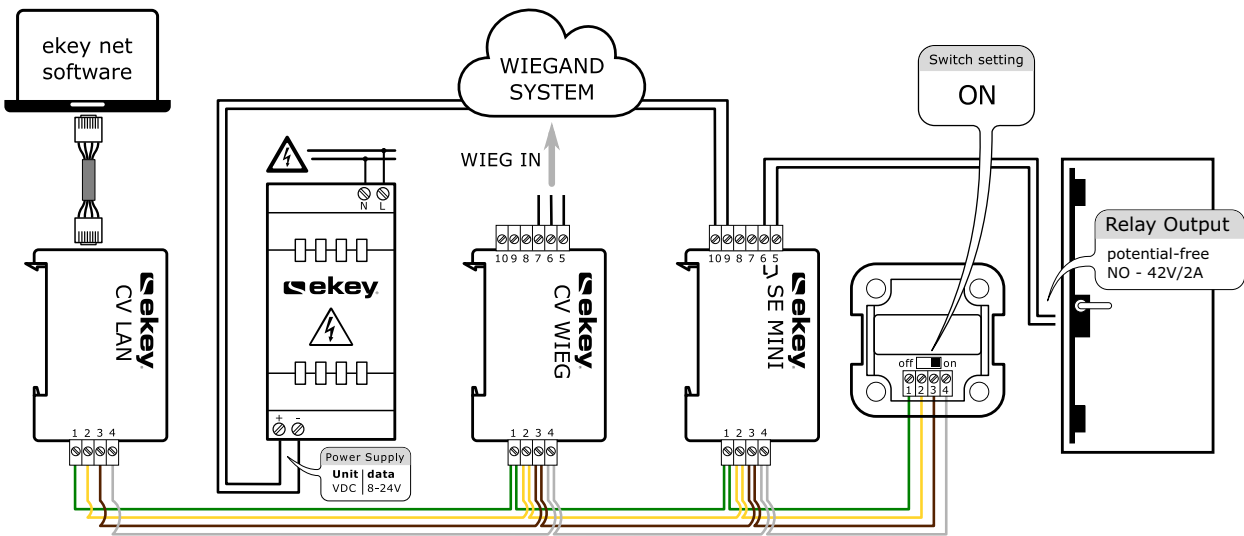 ekey net
software
WIEGAND
SYSTEM
Switch setting
ON
WIEG IN
N L
Relay Output
potential-free
NO - 42V/2A
10 9 8 7 6 5
10 9 8 7 6 5
ekey
CV LAN
ekey
ekey
CV WIEG
ekey
SE MINI
off on
1 2 3 4
+ -
1 2 3 4
1 2 3 4
1 2 3 4
Power Supply
Unit data
VDC 8-24V